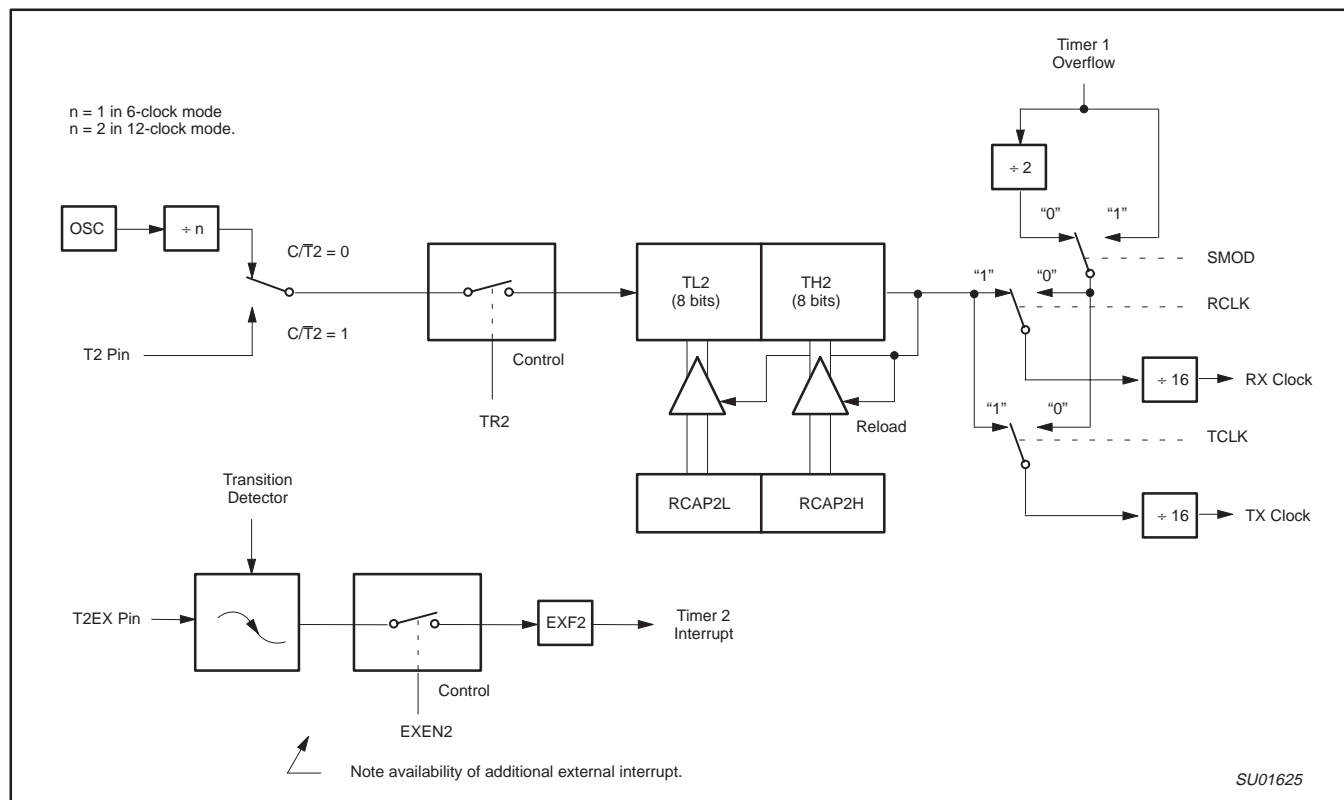 Timer 1
Overflow
n = 1 in 6-clock mode
n = 2 in 12-clock mode.
÷ 2
“0”
“1”
OSC
÷ n
C/T̅2 = 0
TL2
(8 bits)
TH2
(8 bits)
SMOD
“1”
“0”
RCLK
C/T̅2 = 1
T2 Pin
Control
÷ 16
RX Clock
TR2
Reload
“1”
“0”
TCLK
Transition
Detector
RCAP2L
RCAP2H
÷ 16
TX Clock
T2EX Pin
EXF2
Timer 2
Interrupt
Control
EXEN2
Note availability of additional external interrupt.
SU01625